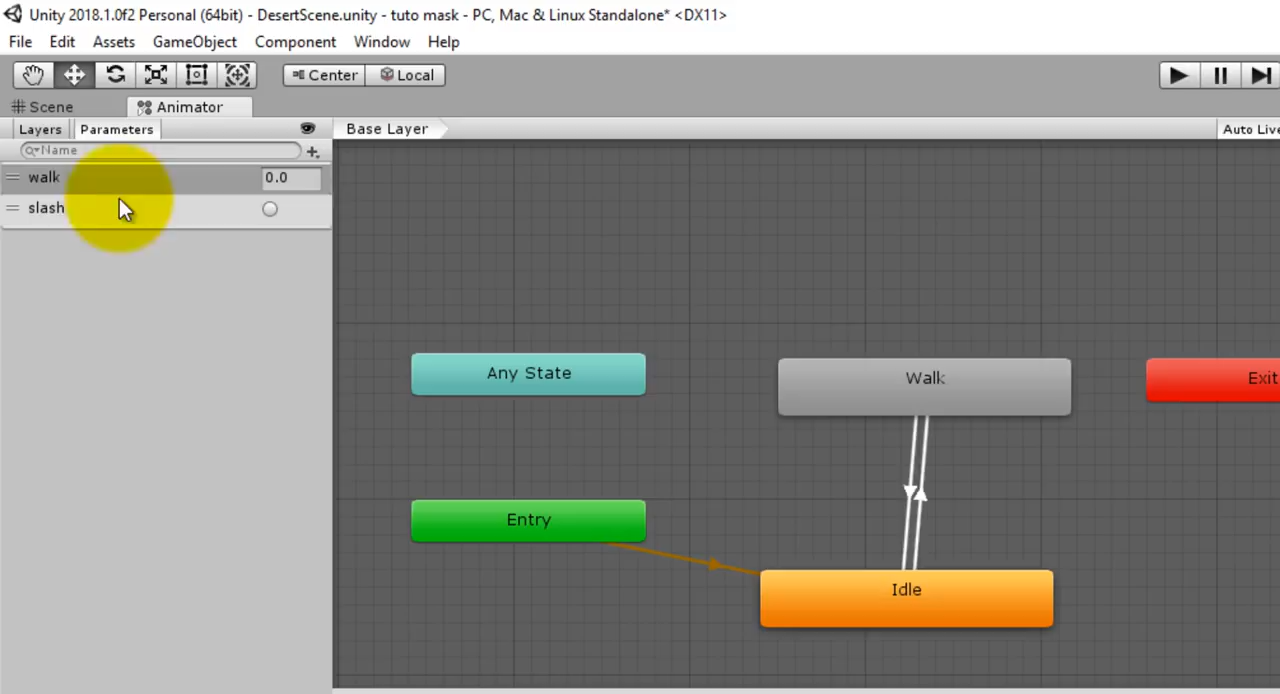 Unity 2018.1.0f2 Personal (64bit) - DesertScene.unity - tuto mask - PC, Mac & Linux Standalone* <DX11>
File Edit Assets GameObject Component Window Help
Center Local
Scene Animator
Layers Parameters Base Layer Auto Live
Name
walk 0.0
slash
Any State
Walk
Exit
Entry
Idle